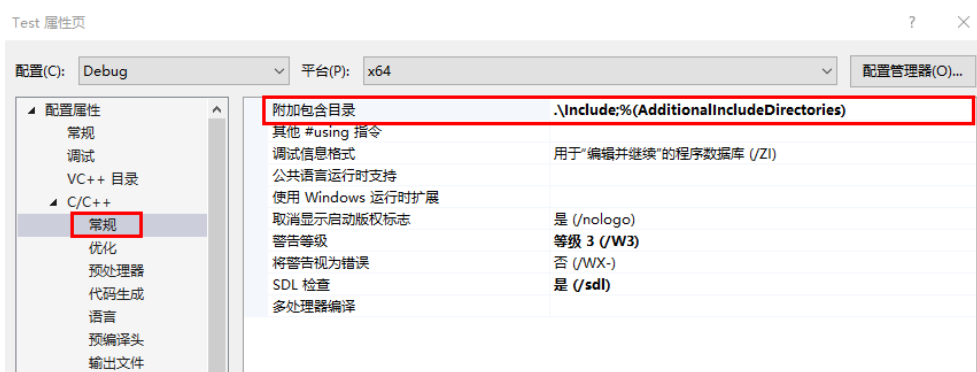 Test 属性页
配置(C): Debug 平台(P): x64 配置管理器(O)...
配置属性
常规
调试
VC++ 目录
C/C++
常规
优化
预处理器
代码生成
语言
预编译头
输出文件
附加包含目录 .\Include;%(AdditionalIncludeDirectories)
其他 #using 指令
调试信息格式 用于“编辑并继续”的程序数据库 (/ZI)
公共语言运行时支持
使用 Windows 运行时扩展
取消显示启动版权标志 是 (/nologo)
警告等级 等级 3 (/W3)
将警告视为错误 否 (/WX-)
SDL 检查 是 (/sdl)
多处理器编译